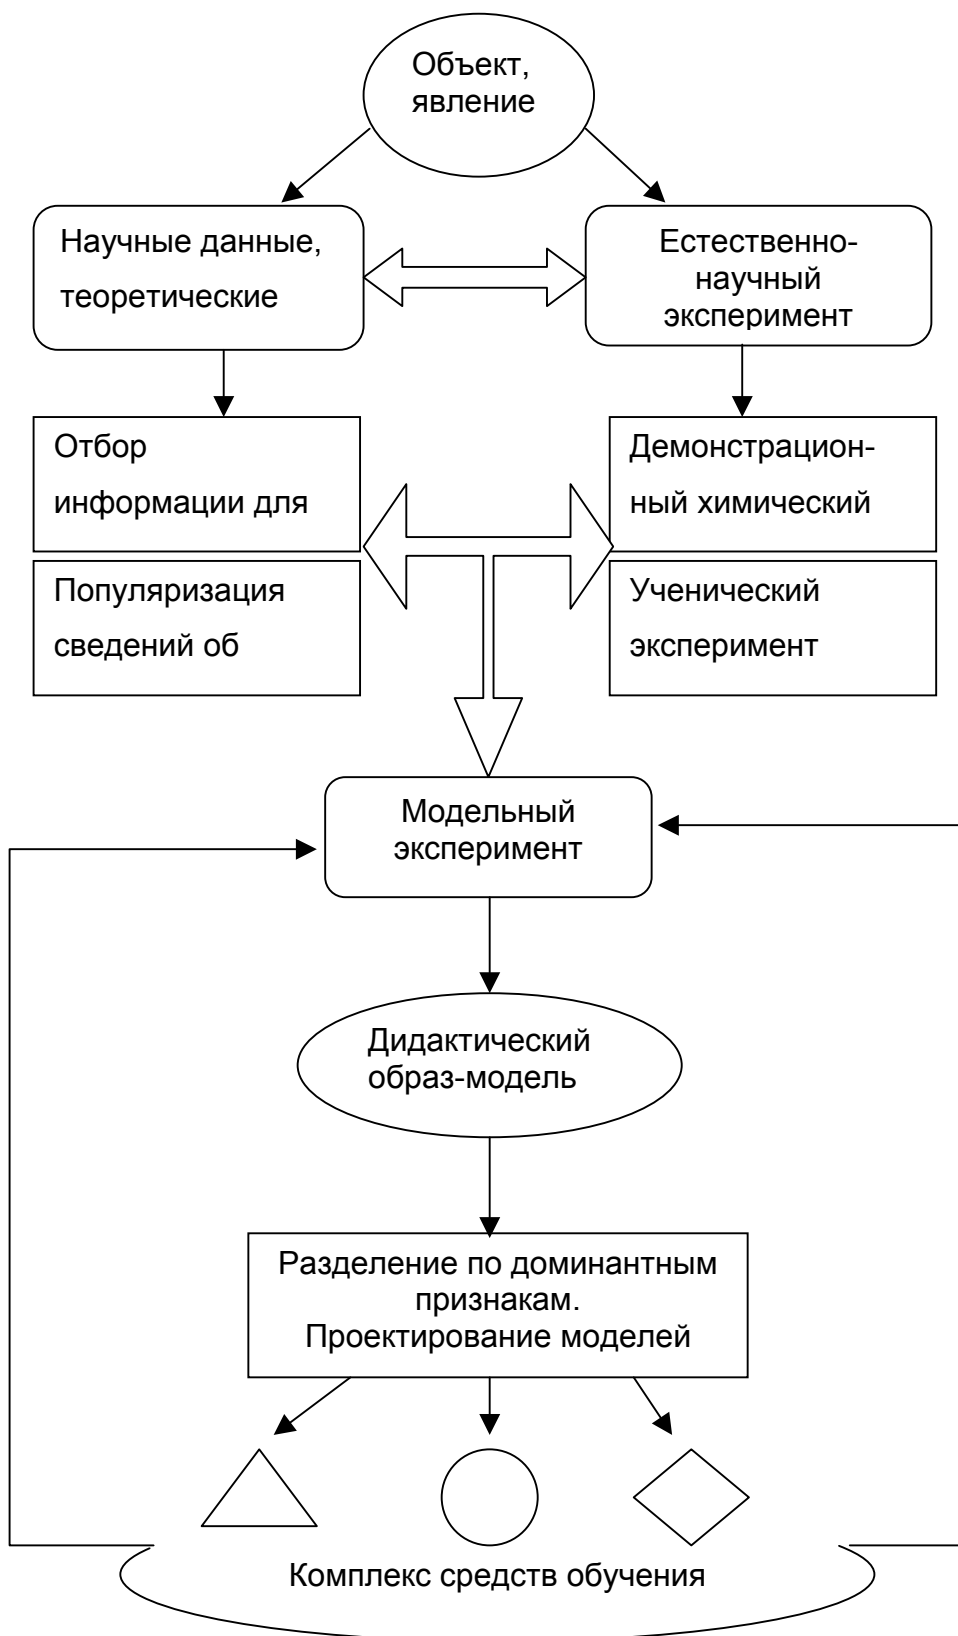 Объект,
явление
Научные данные,
теоретические
Естественно-
научный
эксперимент
Отбор
информации для
Демонстрацион-
ный химический
Популяризация
сведений об
Ученический
эксперимент
Модельный
эксперимент
Дидактический
образ-модель
Разделение по доминантным
признакам.
Проектирование моделей
Комплекс средств обучения